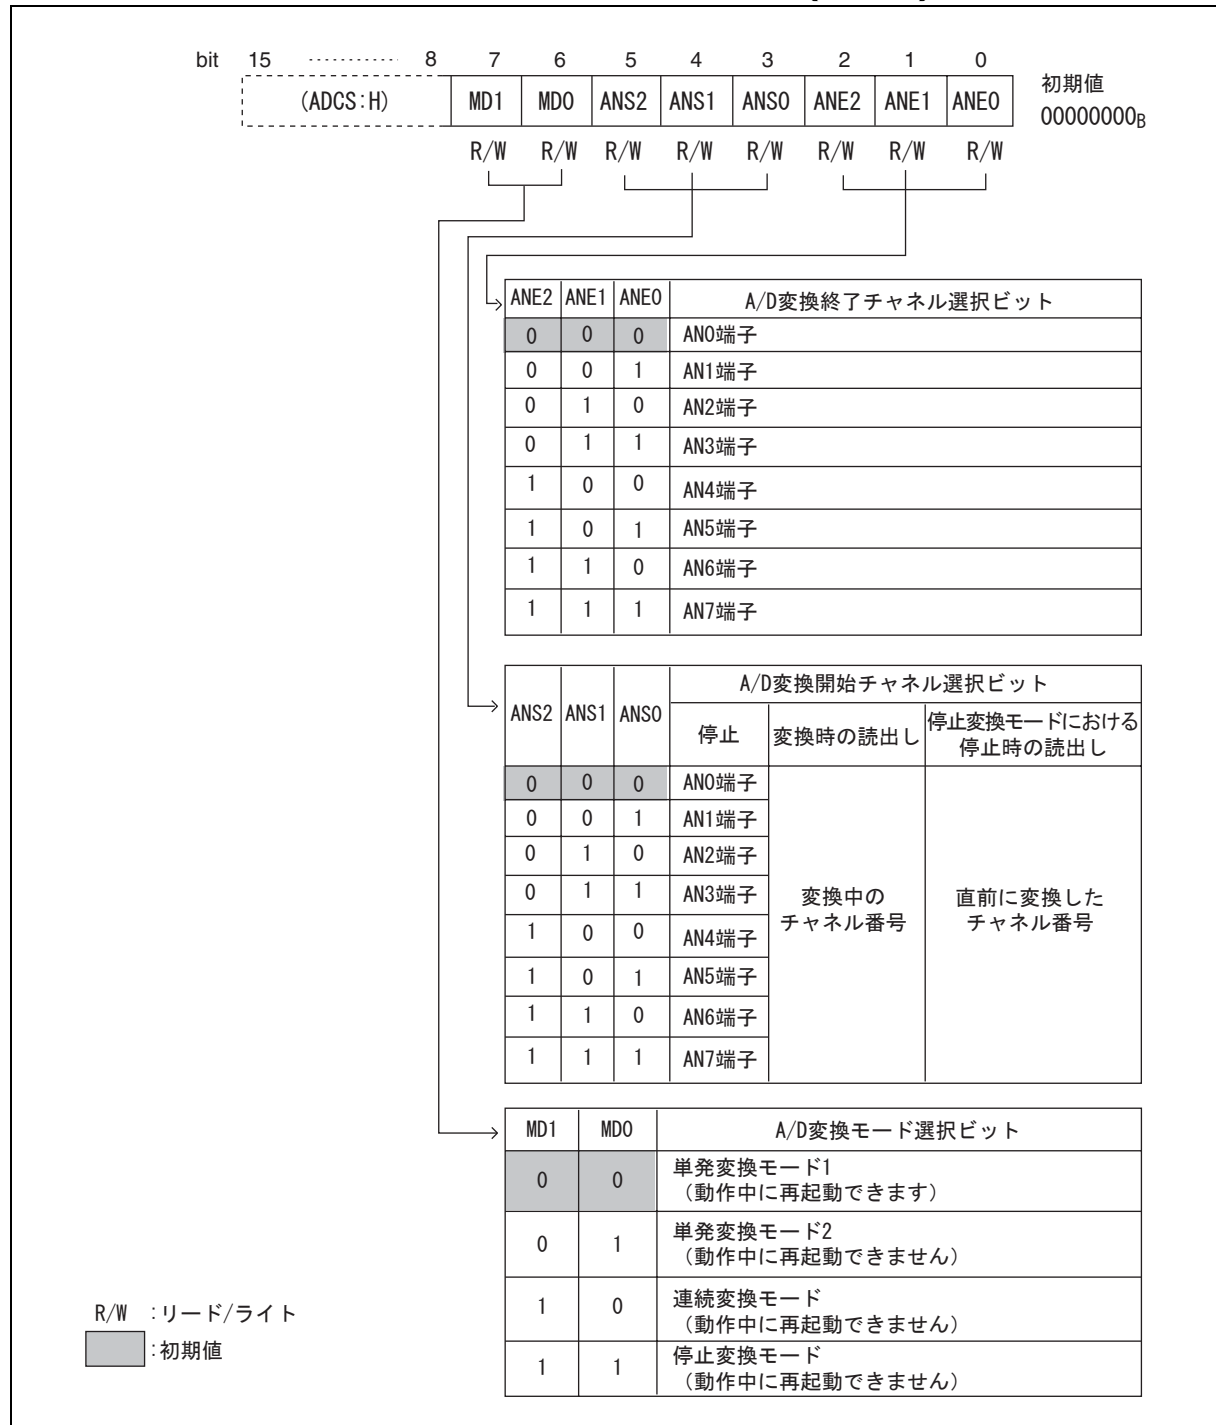 bit 15 ··········· 8 7 6 5 4 3 2 1 0
(ADCS:H) MD1 MD0 ANS2 ANS1 ANS0 ANE2 ANE1 ANE0 初期値
00000000B
R/W R/W R/W R/W R/W R/W R/W R/W
ANE2 ANE1 ANE0 A/D変換終了チャネル選択ビット
0 0 0 AN0端子
0 0 1 AN1端子
0 1 0 AN2端子
0 1 1 AN3端子
1 0 0 AN4端子
1 0 1 AN5端子
1 1 0 AN6端子
1 1 1 AN7端子
ANS2 ANS1 ANS0 A/D変換開始チャネル選択ビット
停止 変換時の読出し 停止変換モードにおける
停止時の読出し
0 0 0 AN0端子
0 0 1 AN1端子
0 1 0 AN2端子
0 1 1 AN3端子 変換中の 直前に変換した
チャネル番号 チャネル番号
1 0 0 AN4端子
1 0 1 AN5端子
1 1 0 AN6端子
1 1 1 AN7端子
MD1 MD0 A/D変換モード選択ビット
0 0 単発変換モード1
(動作中に再起動できます)
0 1 単発変換モード2
(動作中に再起動できません)
1 0 連続変換モード
(動作中に再起動できません)
1 1 停止変換モード
(動作中に再起動できません)
R/W :リード/ライト
:初期値